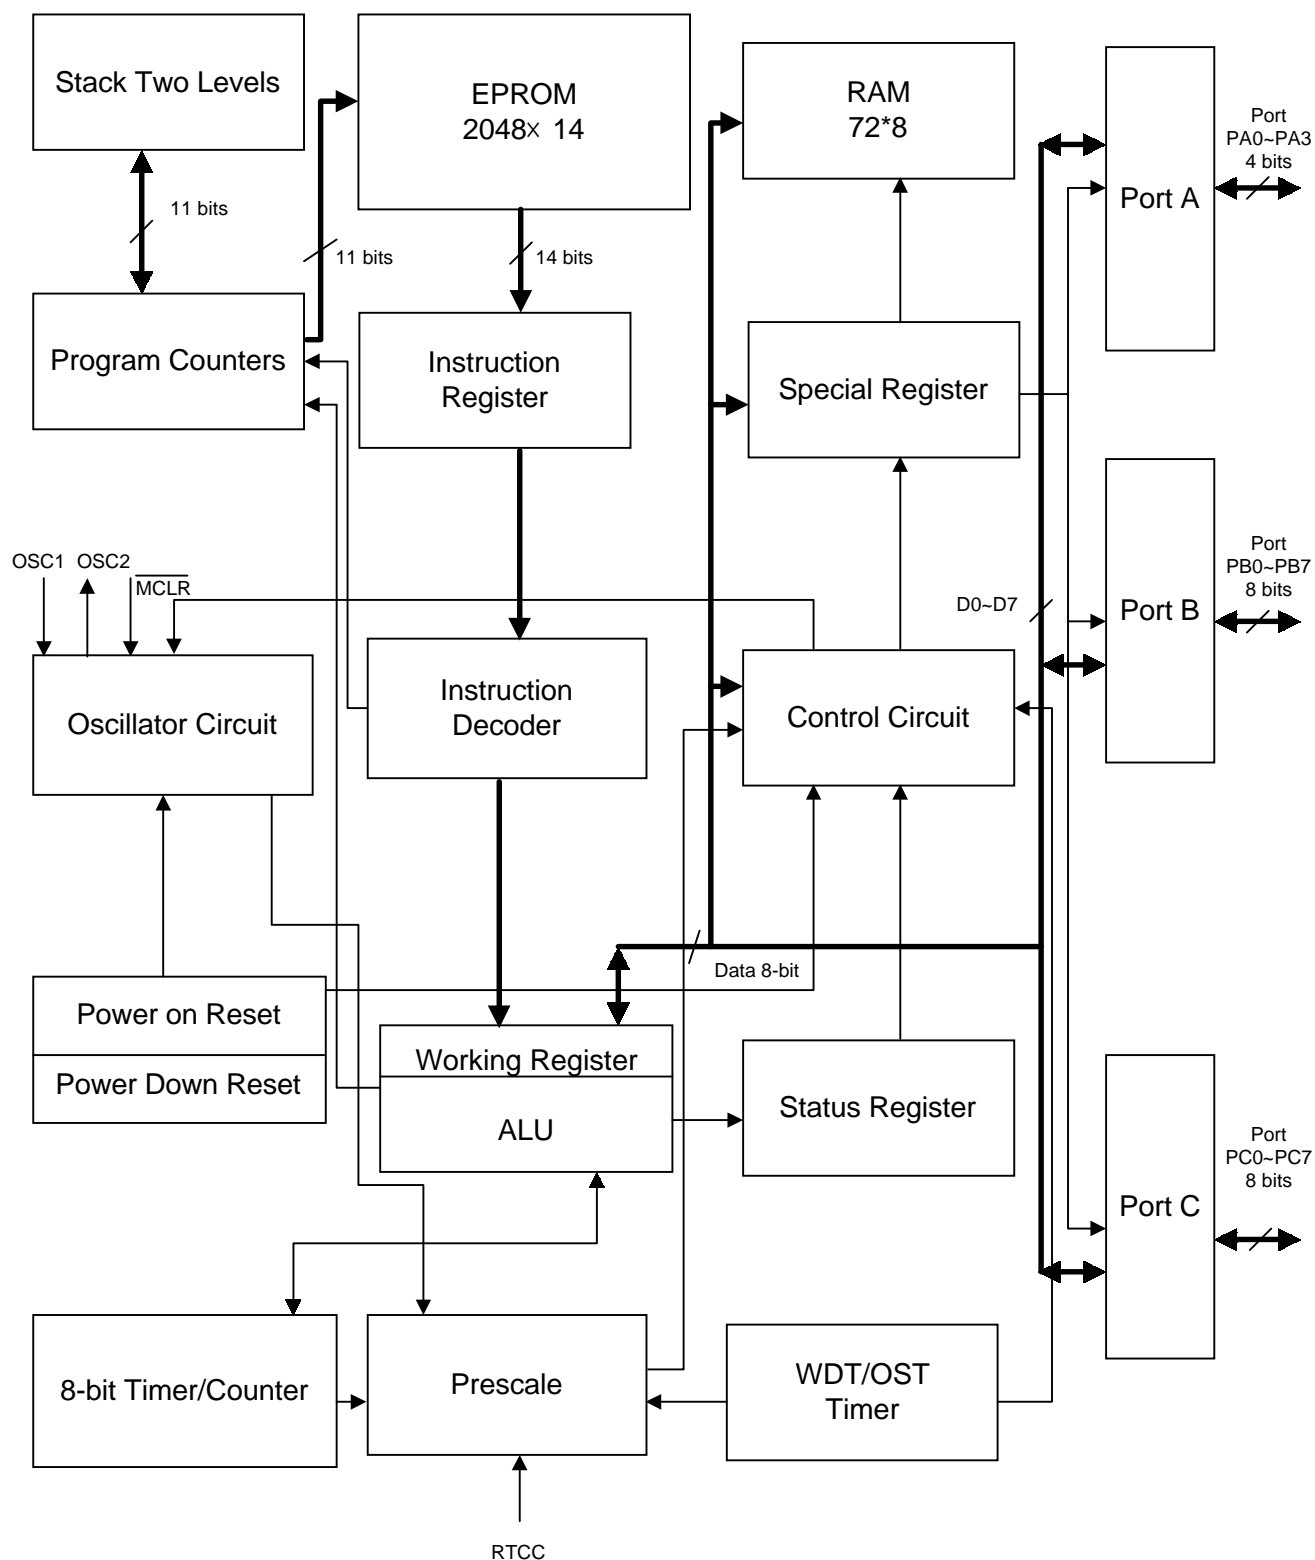 Stack Two Levels
EPROM
2048× 14
RAM
72*8
Port A
Port
PA0~PA3
4 bits
11 bits
11 bits
14 bits
Program Counters
Instruction
Register
Special Register
OSC1
OSC2
MCLR
D0~D7
Port B
Port
PB0~PB7
8 bits
Oscillator Circuit
Instruction
Decoder
Control Circuit
Data 8-bit
Power on Reset
Power Down Reset
Working Register
ALU
Status Register
Port C
Port
PC0~PC7
8 bits
8-bit Timer/Counter
Prescale
WDT/OST
Timer
RTCC